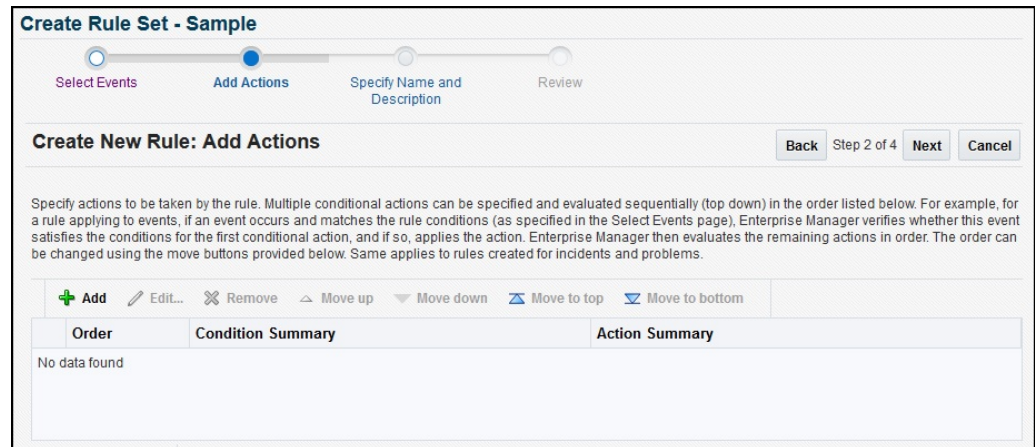 Create Rule Set - Sample
Select Events
Add Actions
Specify Name and
Description
Review
Create New Rule: Add Actions
Back Step 2 of 4 Next Cancel
Specify actions to be taken by the rule. Multiple conditional actions can be specified and evaluated sequentially (top down) in the order listed below. For example, for
a rule applying to events, if an event occurs and matches the rule conditions (as specified in the Select Events page), Enterprise Manager verifies whether this event
satisfies the conditions for the first conditional action, and if so, applies the action. Enterprise Manager then evaluates the remaining actions in order. The order can
be changed using the move buttons provided below. Same applies to rules created for incidents and problems.
Add Edit... Remove Move up Move down Move to top Move to bottom
Order Condition Summary Action Summary
No data found